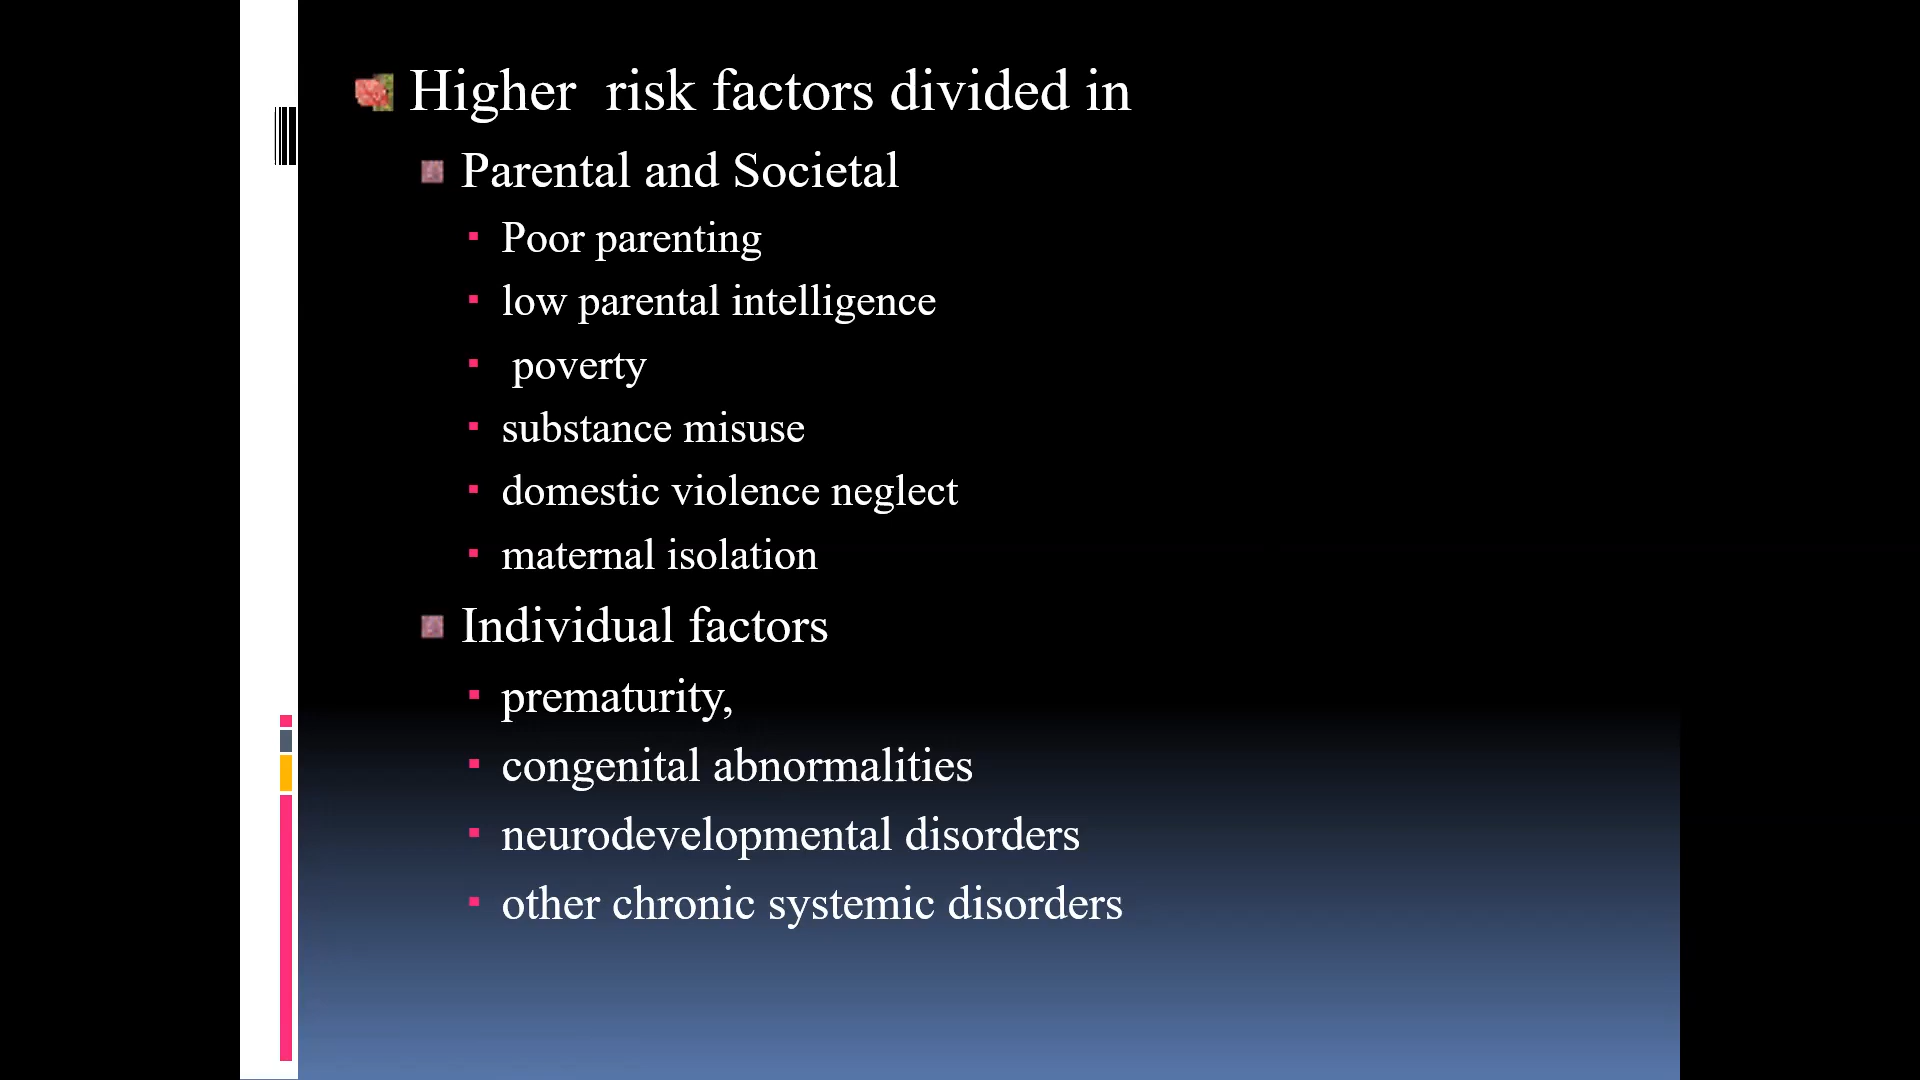 Higher  risk factors divided in
Parental and Societal
Poor parenting
low parental intelligence
poverty
substance misuse
domestic violence neglect
maternal isolation
Individual factors
prematurity,
congenital abnormalities
neurodevelopmental disorders
other chronic systemic disorders